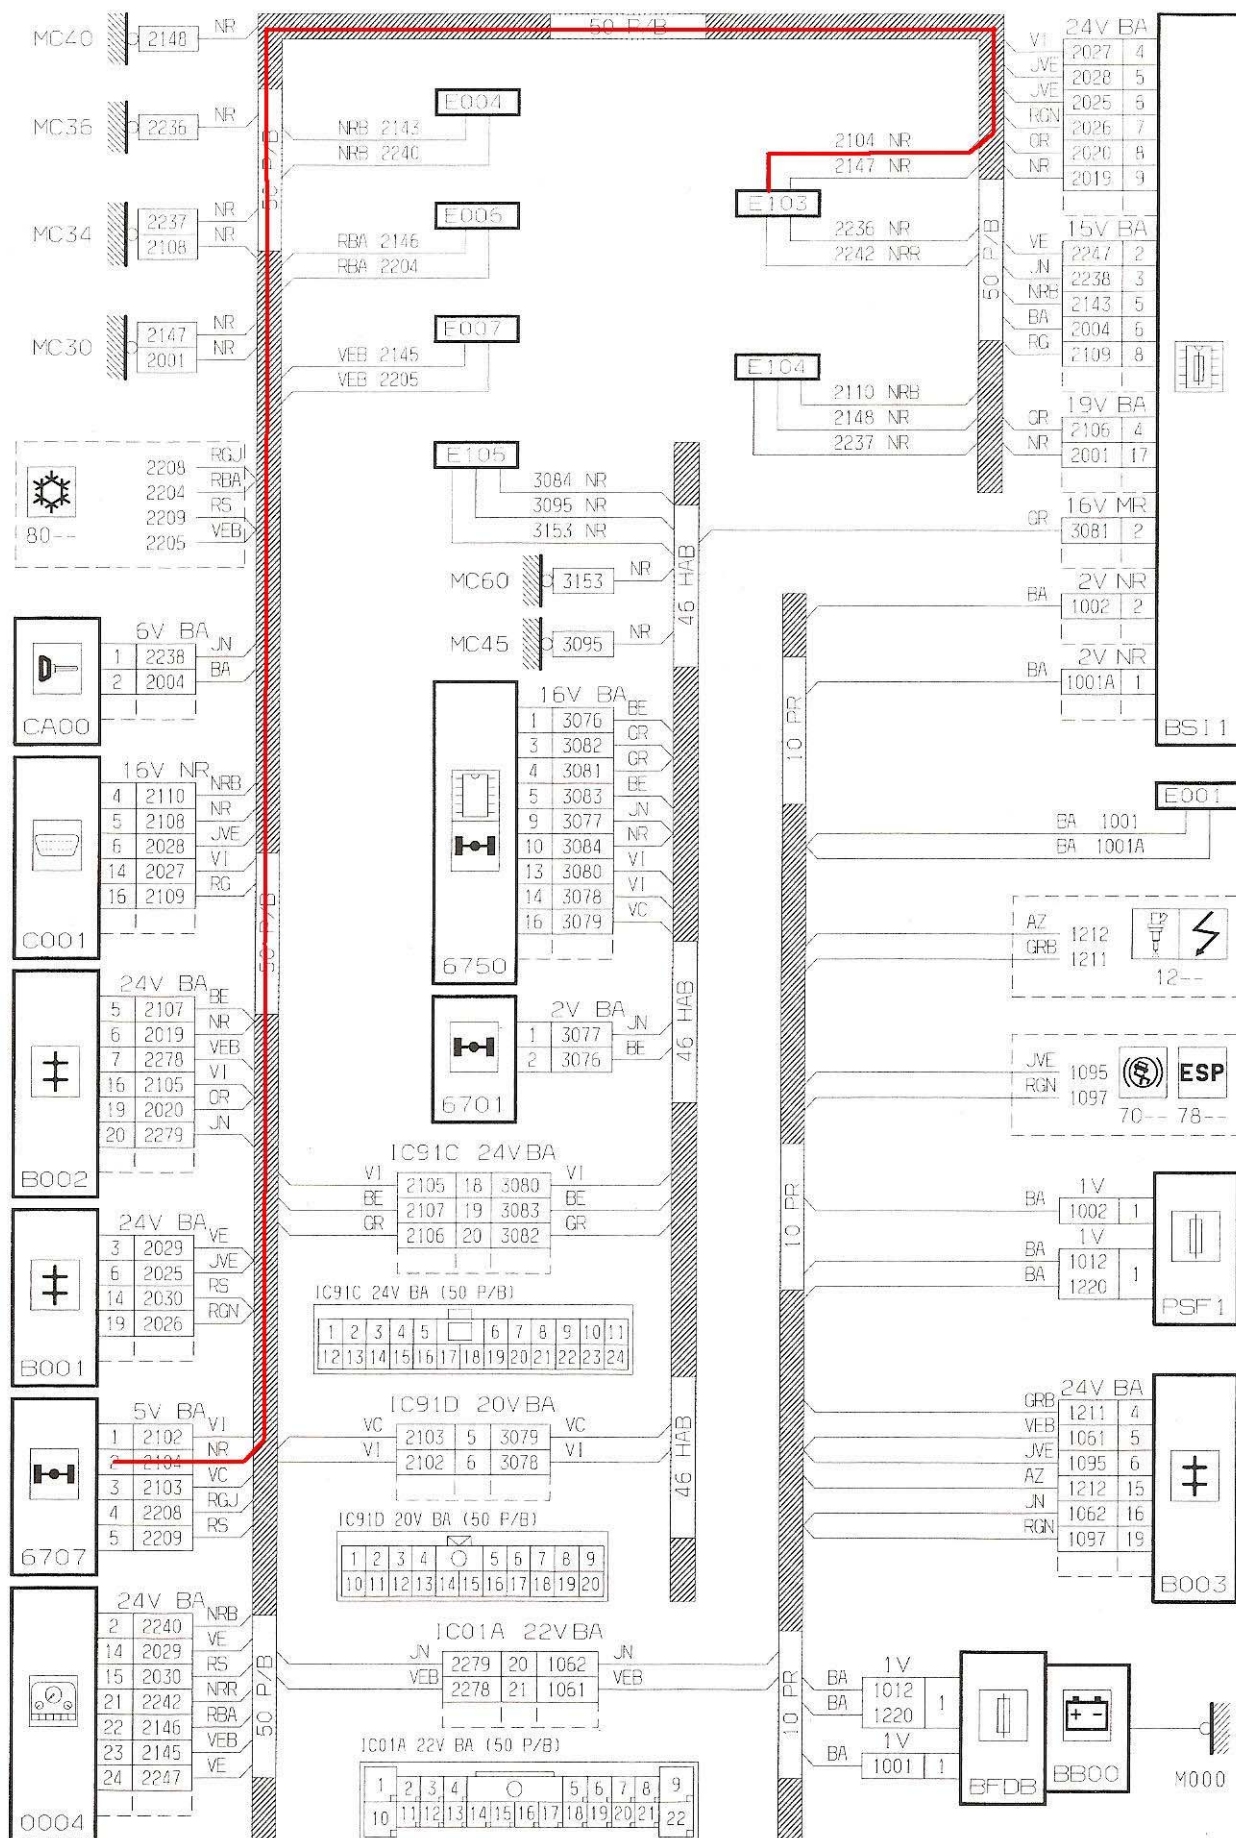 50 P/B
MC40 2148 NR
MC36 2236 NR
MC34 2237 NR
2108 NR
MC30 2147 NR
2001 NR
50 P/B
E004
NRB 2143
NRB 2240
E006
RBA 2146
RBA 2204
E007
VEB 2145
VEB 2205
2104 NR
2147 NR
E103
2236 NR
2242 NRR
50 P/B
E104
2110 NRB
2148 NR
2237 NR
24V BA
VI 2027 4
JVE 2028 5
JVE 2025 6
RGN 2026 7
OR 2020 8
NR 2019 9
15V BA
VE 2247 2
JN 2238 3
NRB 2143 5
BA 2004 6
RG 2109 8
19V BA
GR 2106 4
NR 2001 17
16V MR
GR 3081 2
2V NR
BA 1002 2
2V NR
BA 1001A 1
BSI1
80--
2208 RGJ
2204 RBA
2209 RS
2205 VEB
E105
3084 NR
3095 NR
3153 NR
MC60 3153 NR
MC45 3095 NR
46 HAB
6V BA
1 2238 JN
2 2004 BA
CA00
16V NR
4 2110 NRB
5 2108 NR
6 2028 JVE
14 2027 VI
16 2109 RG
C001
50 P/B
16V BA
1 3076 BE
3 3082 GR
4 3081 GR
5 3083 BE
9 3077 JN
10 3084 NR
13 3080 VI
14 3078 VI
16 3079 VC
6750
10 PR
E001
BA 1001
BA 1001A
AZ 1212
GRB 1211
12--
24V BA
5 2107 BE
6 2019 NR
7 2278 VEB
16 2105 VI
19 2020 OR
20 2279 JN
B002
2V BA
1 3077 JN
2 3076 BE
6701
46 HAB
JVE 1095
RGN 1097
ESP
70-- 78--
IC91C 24V BA
VI 2105 18 3080 VI
BE 2107 19 3083 BE
GR 2106 20 3082 GR
10 PR
1V
BA 1002 1
1V
BA 1012 1
BA 1220
PSF1
24V BA
3 2029 VE
6 2025 JVE
14 2030 RS
19 2026 RGN
B001
IC91C 24V BA (50 P/B)
1 2 3 4 5 6 7 8 9 10 11
12 13 14 15 16 17 18 19 20 21 22 23 24
5V BA
1 2102 VI
2 2104 NR
3 2103 VC
4 2208 RGJ
5 2209 RS
6707
IC91D 20V BA
VC 2103 5 3079 VC
VI 2102 6 3078 VI
46 HAB
IC91D 20V BA (50 P/B)
1 2 3 4 5 6 7 8 9
10 11 12 13 14 15 16 17 18 19 20
24V BA
GRB 1211 4
VEB 1061 5
JVE 1095 6
AZ 1212 15
JN 1062 16
RGN 1097 19
B003
24V BA
2 2240 NRB
14 2029 VE
15 2030 RS
21 2242 NRR
22 2146 RBA
23 2145 VEB
24 2247 VE
0004
50 P/B
IC01A 22V BA
JN 2279 20 1062 JN
VEB 2278 21 1061 VEB
IC01A 22V BA (50 P/B)
1 2 3 4 5 6 7 8 9
10 11 12 13 14 15 16 17 18 19 20 21 22
10 PR
1V
BA 1012 1
BA 1220
1V
BA 1001 1
BFDB
BB00
+ -
M000